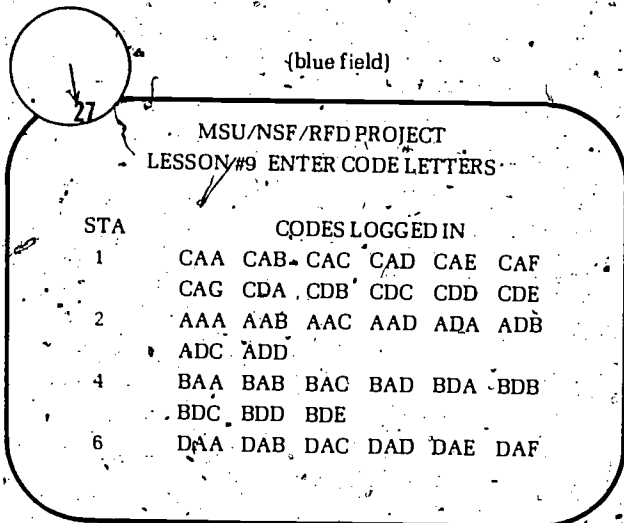 (blue field)
27
MSU/NSF/RFD PROJECT
LESSON #9 ENTER CODE LETTERS
STA CODES LOGGED IN
1 CAA CAB CAC CAD CAE CAF
CAG CDA CDB CDC CDD CDE
2 AAA AAB AAC AAD ADA ADB
ADC ADD
4 BAA BAB BAC BAD BDA BDB
BDC BDD BDE
6 DAA DAB DAC DAD DAE DAF